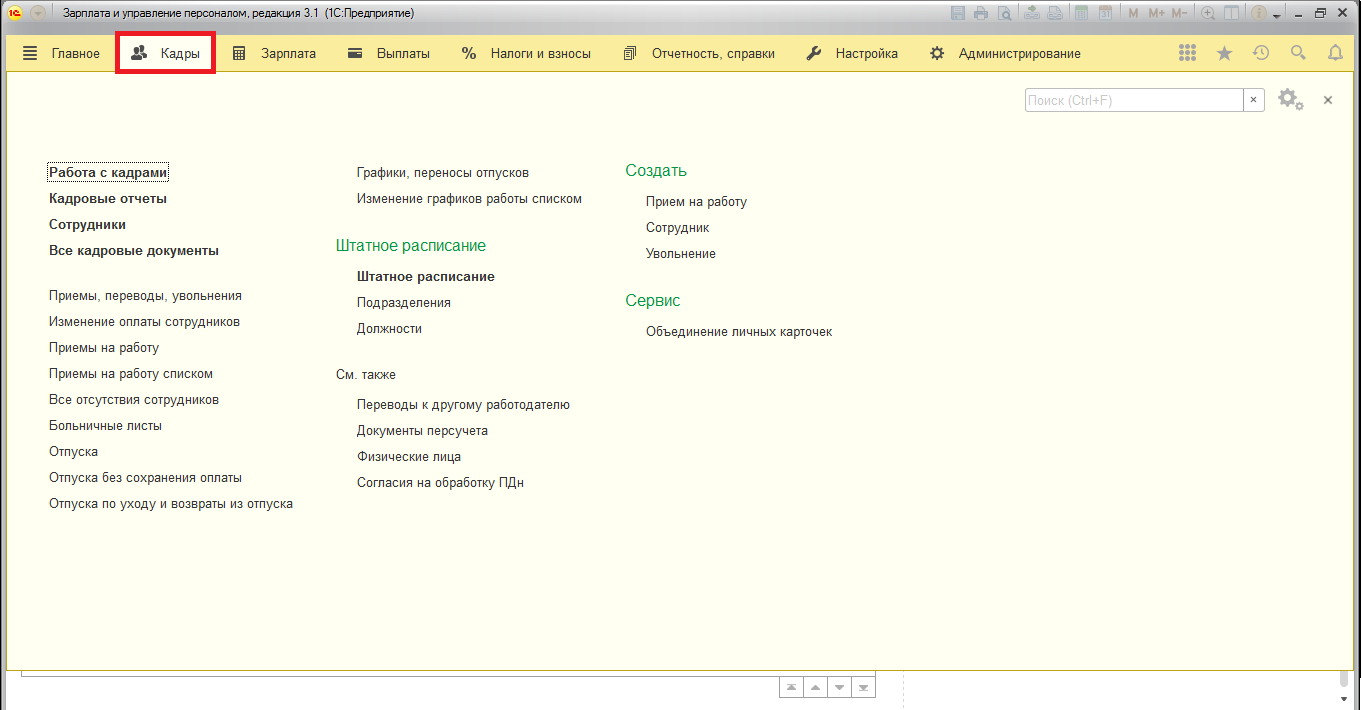 Зарплата и управление персоналом, редакция 3.1 (1С:Предприятие)
M M+ M-
Главное Кадры Зарплата Выплаты % Налоги и взносы Отчетность, справки Настройка Администрирование
Поиск (Ctrl+F)
Работа с кадрами
Кадровые отчеты
Сотрудники
Все кадровые документы
Приемы, переводы, увольнения
Изменение оплаты сотрудников
Приемы на работу
Приемы на работу списком
Все отсутствия сотрудников
Больничные листы
Отпуска
Отпуска без сохранения оплаты
Отпуска по уходу и возвраты из отпуска
Графики, переносы отпусков
Изменение графиков работы списком
Штатное расписание
Штатное расписание
Подразделения
Должности
См. также
Переводы к другому работодателю
Документы персучета
Физические лица
Согласия на обработку ПДн
Создать
Прием на работу
Сотрудник
Увольнение
Сервис
Объединение личных карточек